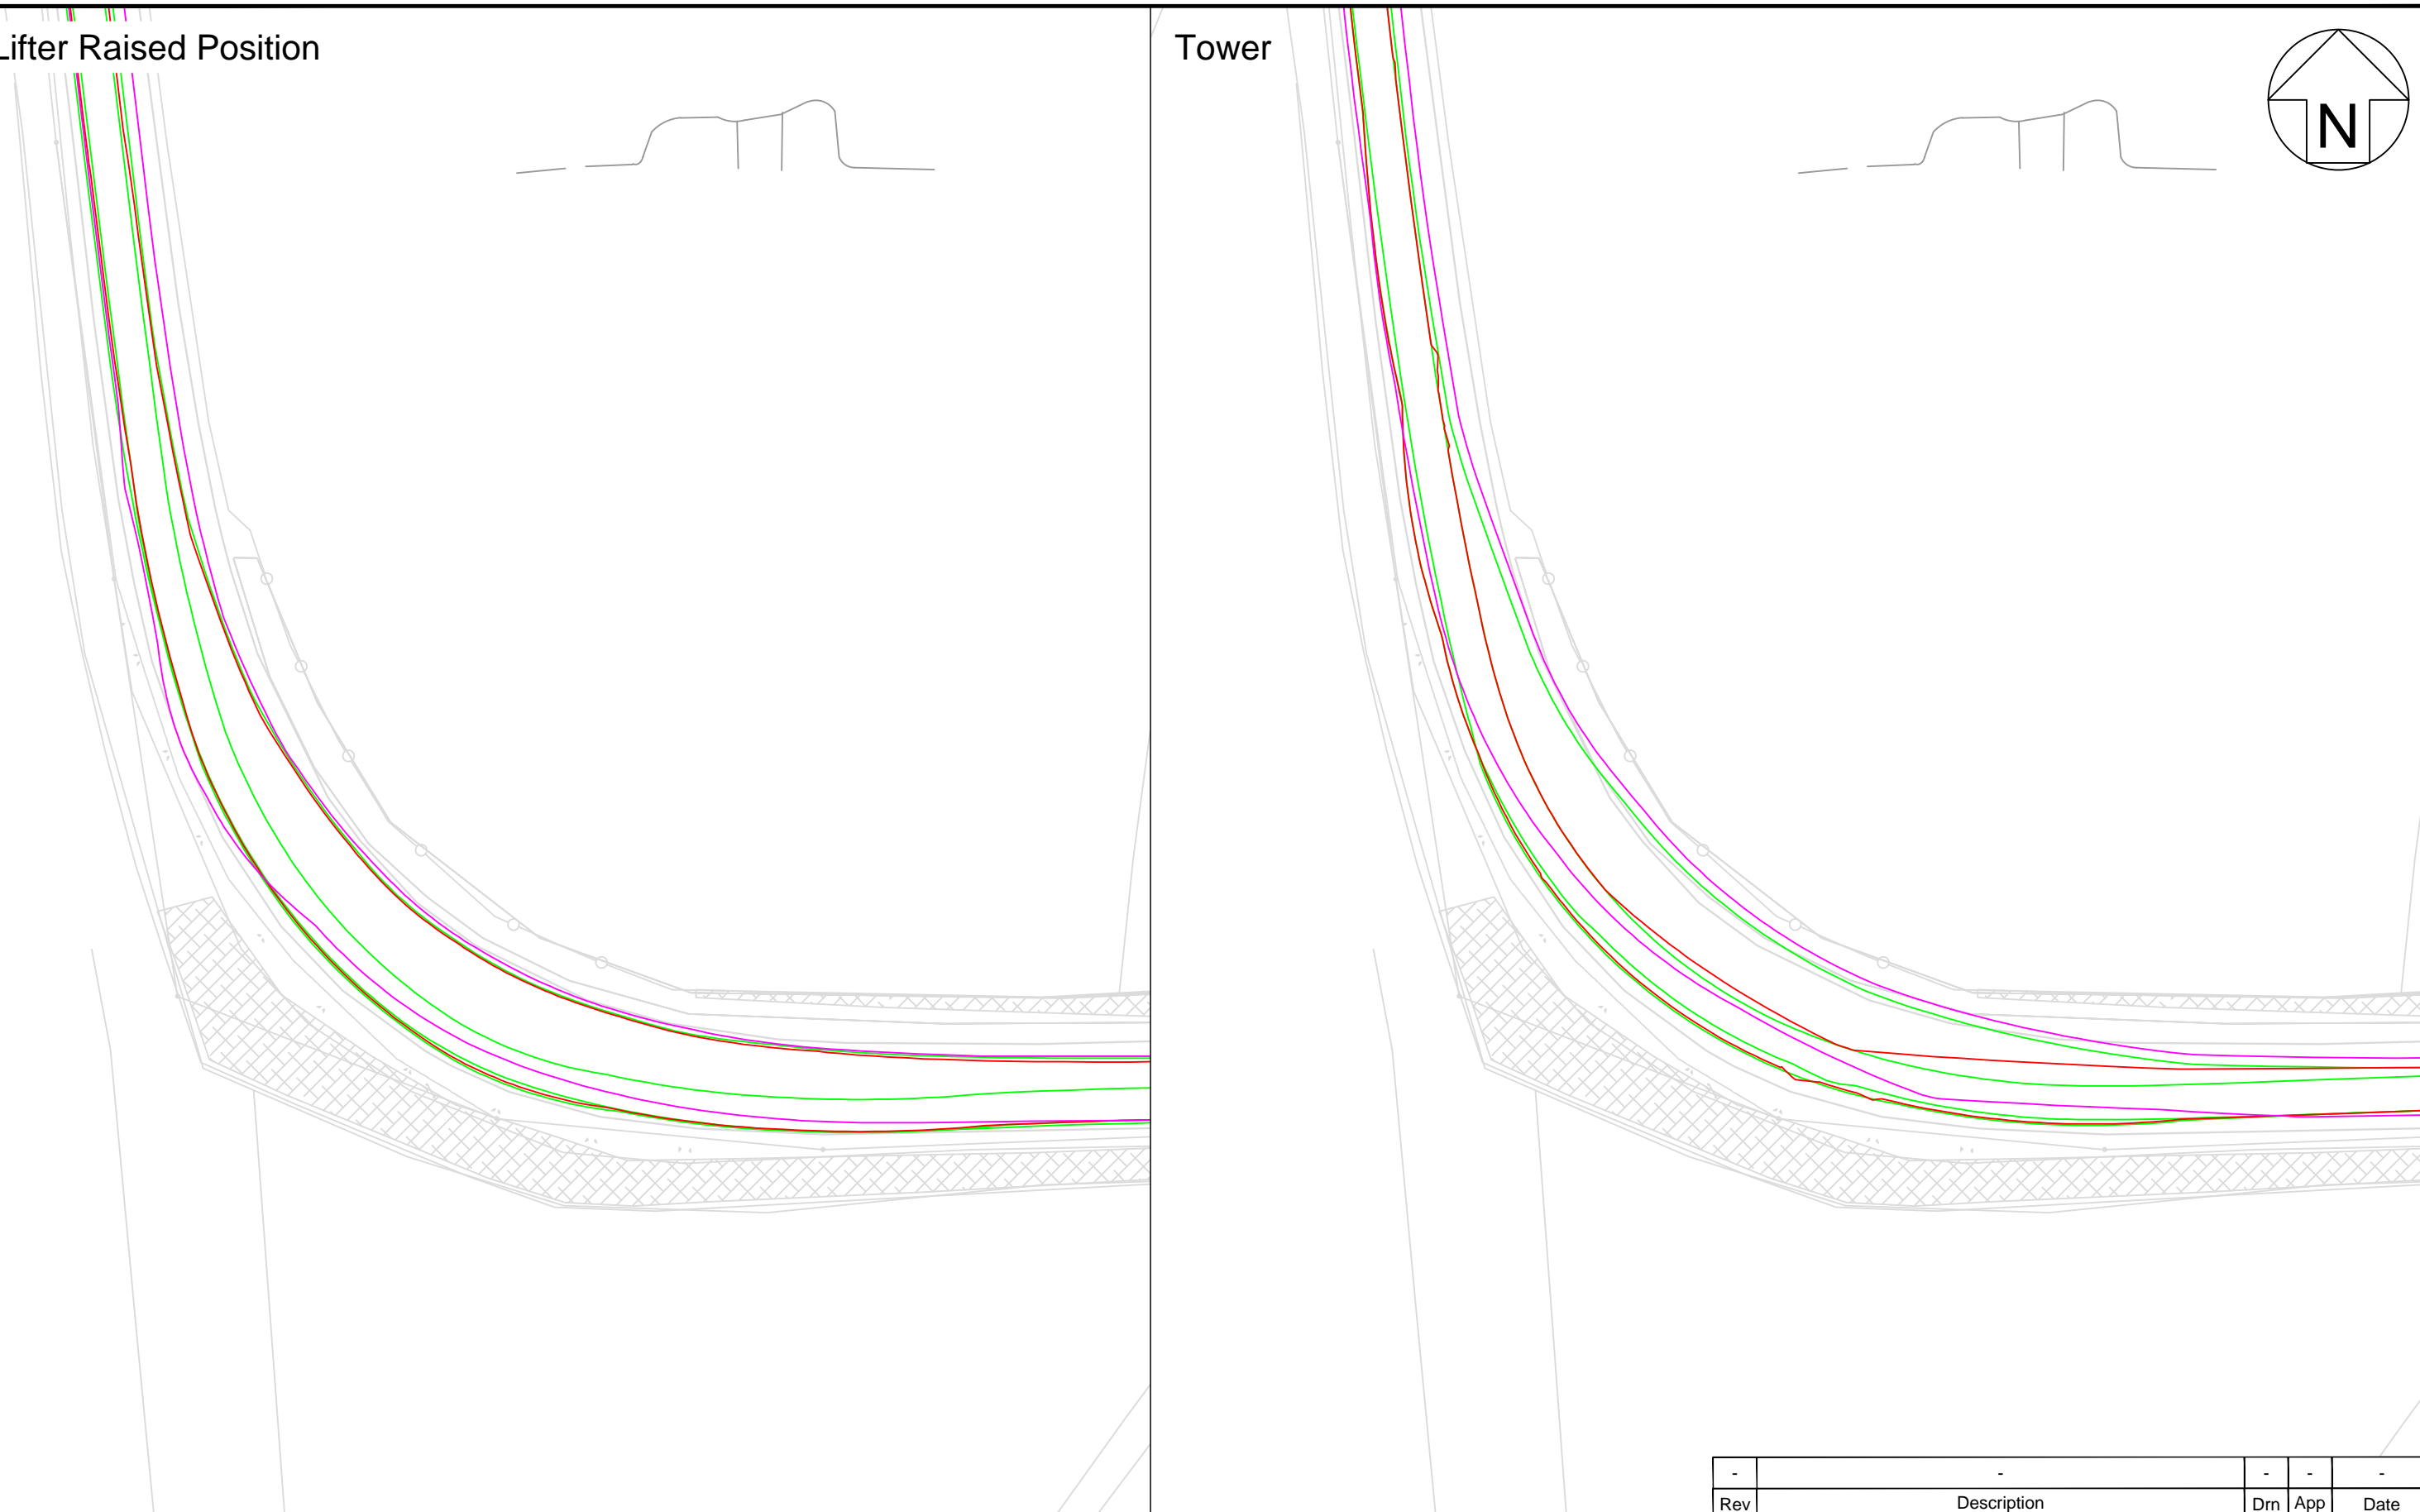 Lifter Raised Position
Tower
N
- - - - -
Rev Description Drn App Date